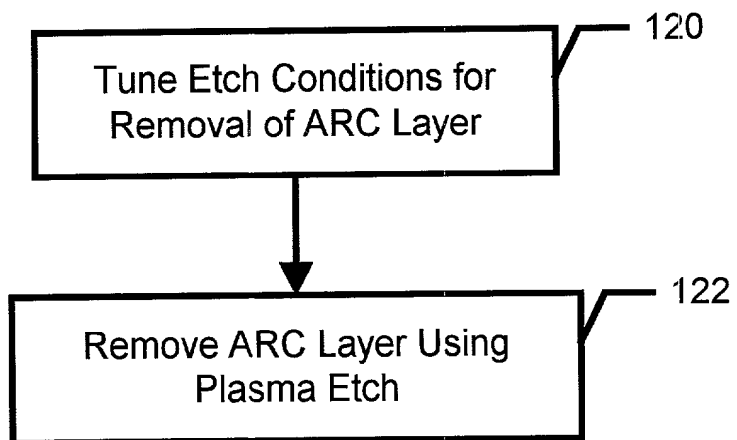 120
Tune Etch Conditions for
Removal of ARC Layer
122
Remove ARC Layer Using
Plasma Etch